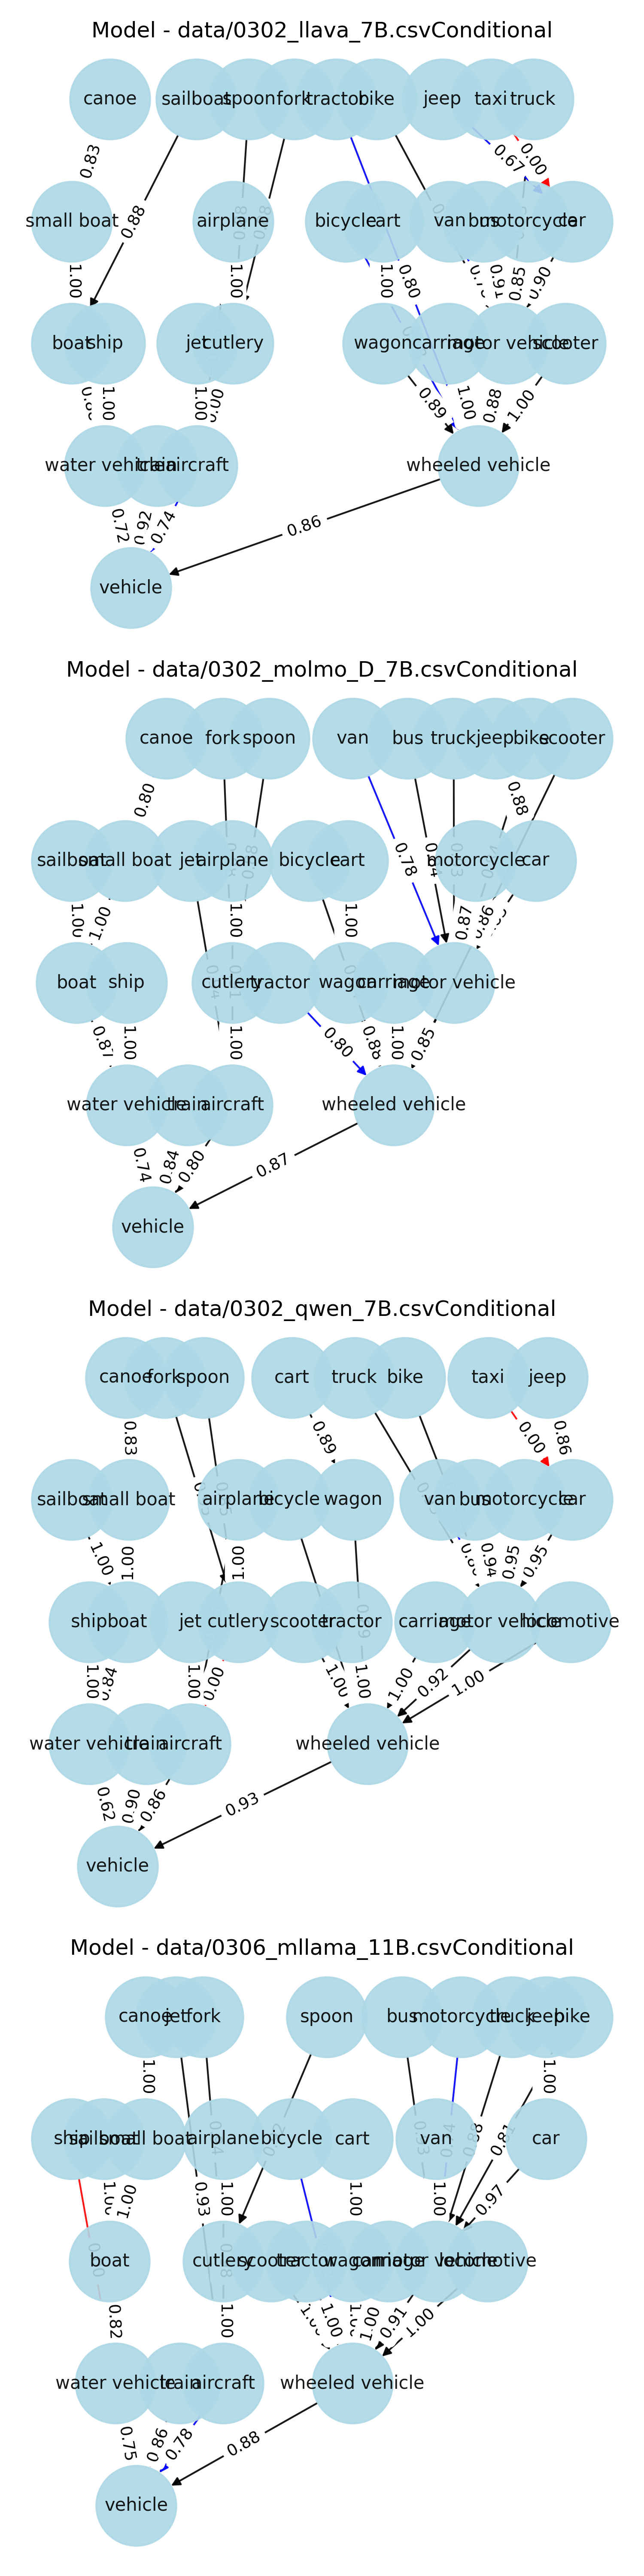 Model - data/0302_llava_7B.csvConditional
canoe sailboat spoon fork tractor bike jeep taxi truck
0.83 0.88 0.67 0.00
small boat airplane bicycle cart van bus motorcycle car
1.00 1.00 1.00 0.80 0.85 0.90
boat ship jet cutlery wagon carriage motor vehicle scooter
1.00 1.00 0.00 0.89 1.00 0.88 1.00
water vehicle train aircraft wheeled vehicle
0.72 0.92 0.74 0.86
vehicle
Model - data/0302_molmo_D_7B.csvConditional
canoe fork spoon van bus truck jeep bike scooter
0.80 0.78 0.88
sailboat small boat jet airplane bicycle cart motorcycle car
1.00 1.00 1.00 1.00 0.87 0.86
boat ship cutlery tractor wagon carriage motor vehicle
0.87 1.00 1.00 0.80 0.88 1.00 0.85
water vehicle train aircraft wheeled vehicle
0.74 0.84 0.80 0.87
vehicle
Model - data/0302_qwen_7B.csvConditional
canoe fork spoon cart truck bike taxi jeep
0.83 0.89 0.00 0.86
sailboat small boat airplane bicycle wagon van bus motorcycle car
1.00 1.00 1.00 0.94 0.95 0.95
ship boat jet cutlery scooter tractor carriage motor vehicle locomotive
1.00 0.84 1.00 0.00 1.00 1.00 1.00 0.92 1.00
water vehicle train aircraft wheeled vehicle
0.62 0.90 0.86 0.93
vehicle
Model - data/0306_mllama_11B.csvConditional
canoe jet fork spoon bus motorcycle truck jeep bike
1.00 0.81 1.00
ship sailboat small boat airplane bicycle cart van car
1.00 1.00 0.93 1.00 1.00 1.00 0.97
boat cutlery scooter tractor wagon carriage motor vehicle locomotive
0.82 1.00 1.00 1.00 1.00 0.91 1.00
water vehicle train aircraft wheeled vehicle
0.75 0.86 0.78 0.88
vehicle